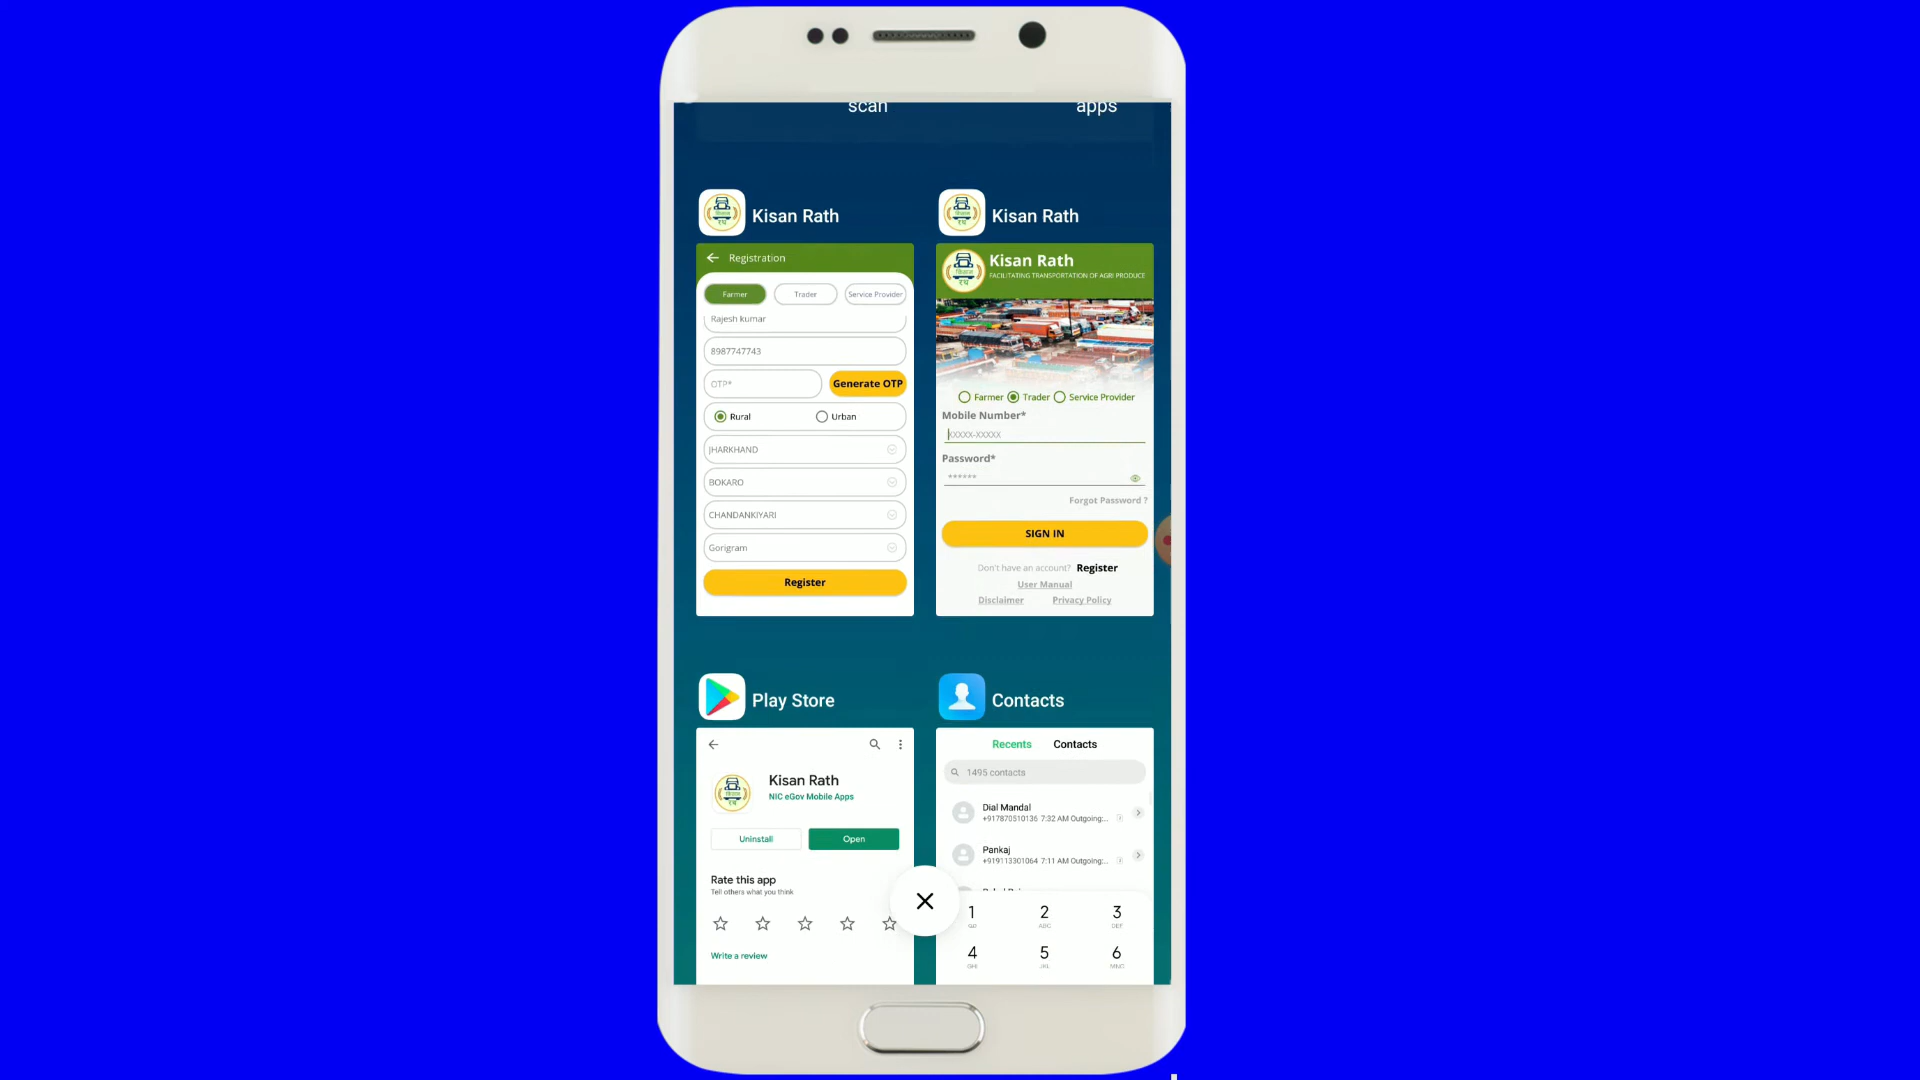 scan apps
Kisan Rath
Registration
Farmer Trader Service Provider
Rajesh kumar
8987747743
OTP* Generate OTP
Rural Urban
JHARKHAND
BOKARO
CHANDANKIYARI
Gorigram
Register
Kisan Rath
Kisan Rath
FACILITATING TRANSPORTATION OF AGRI PRODUCE
Farmer Trader Service Provider
Mobile Number*
XXXXX-XXXXX
Password*
******
Forgot Password ?
SIGN IN
Don't have an account? Register
User Manual
Disclaimer Privacy Policy
Play Store
Kisan Rath
NIC eGov Mobile Apps
Uninstall Open
Rate this app
Tell others what you think
Write a review
Contacts
Recents Contacts
1495 contacts
Dial Mandal
+917870510136 7:32 AM Outgoing:...
Pankaj
+919113301064 7:11 AM Outgoing:...
1 2 3
ABC DEF
4 5 6
GHI JKL MNO